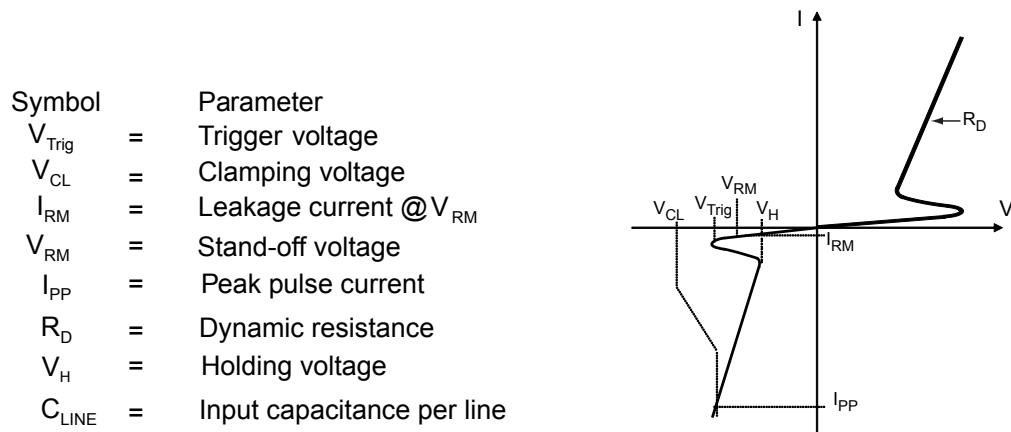 Symbol Parameter
VTrig = Trigger voltage
VCL = Clamping voltage
IRM = Leakage current @ VRM
VRM = Stand-off voltage
IPP = Peak pulse current
RD = Dynamic resistance
VH = Holding voltage
CLINE = Input capacitance per line
I
RD
VRM
VCL VTrig VH V
IRM
IPP